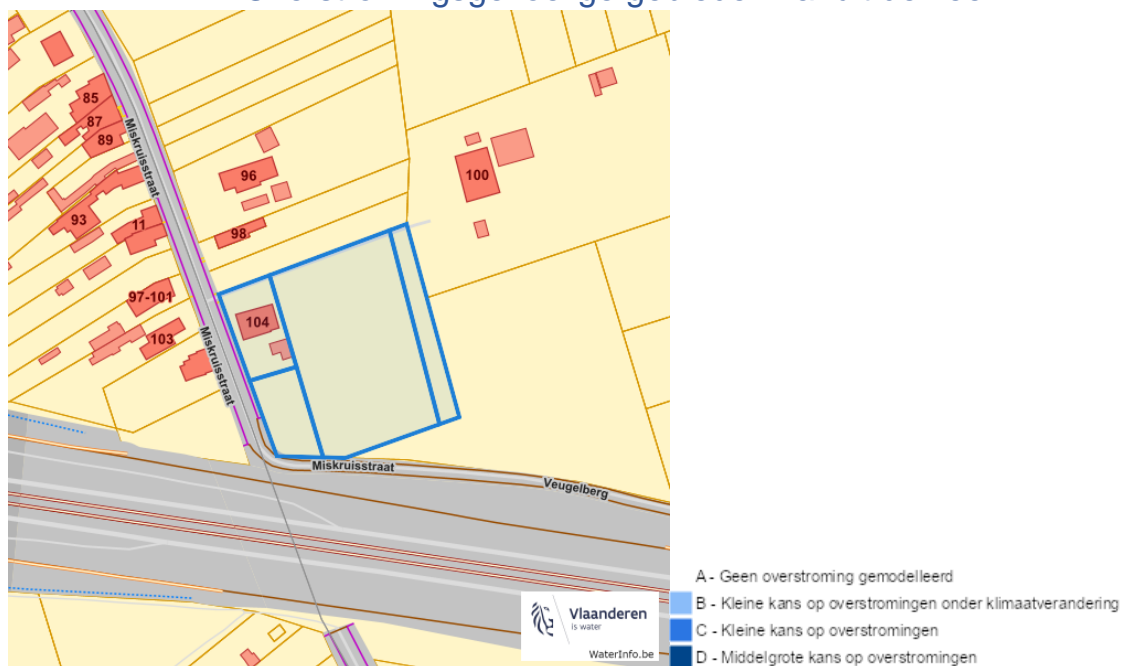 85
87
89
Miskruisstraat
96
100
93
11
98
97-101
104
103
Miskruisstraat
Miskruisstraat
Veugelberg
Vlaanderen
is water
WaterInfo.be
A - Geen overstroming gemodelleerd
B - Kleine kans op overstromingen onder klimaatverandering
C - Kleine kans op overstromingen
D - Middelgrote kans op overstromingen